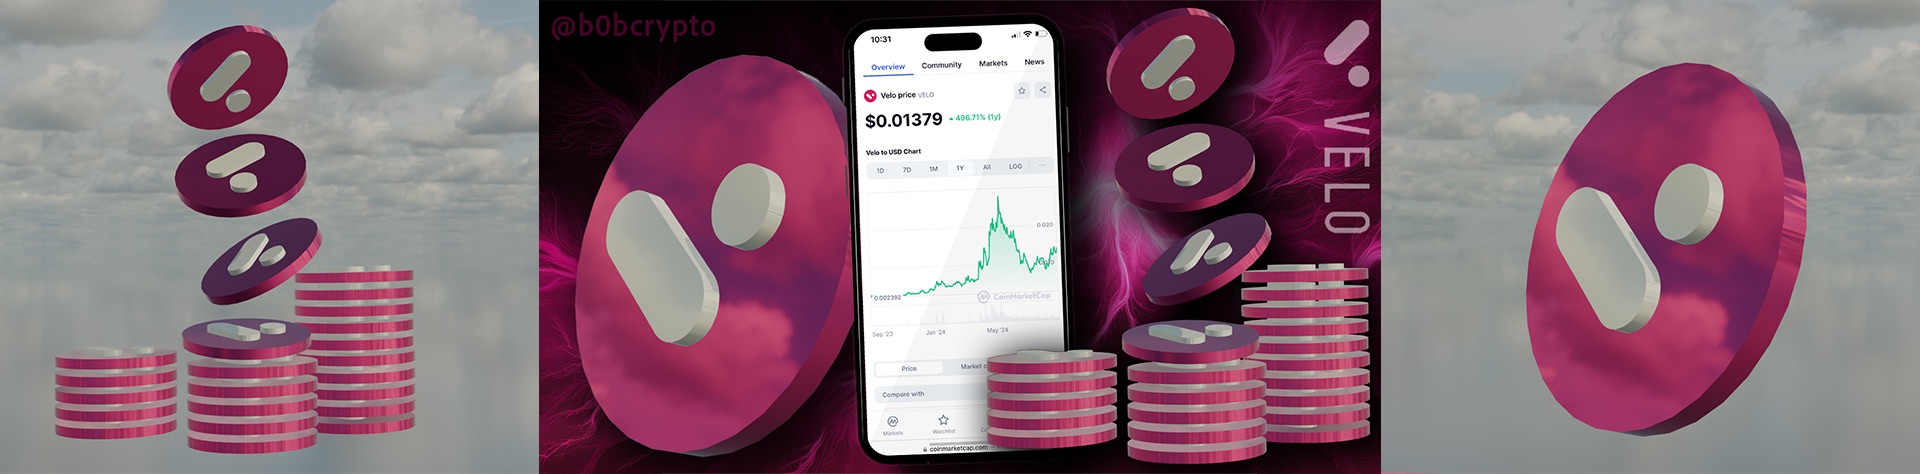 @b0bcrypto
10:31
Overview Community Markets News
Velo price VELO
$0.01379 496.71% (1y)
Velo to USD Chart
1D 7D 1M 1Y All LOG ...
0.020
0.002392
CoinMarketCap
Sep '23 Jan '24 May '24
Price Market
Compare with
Markets Watchlist
coinmarketcap.com
VELO